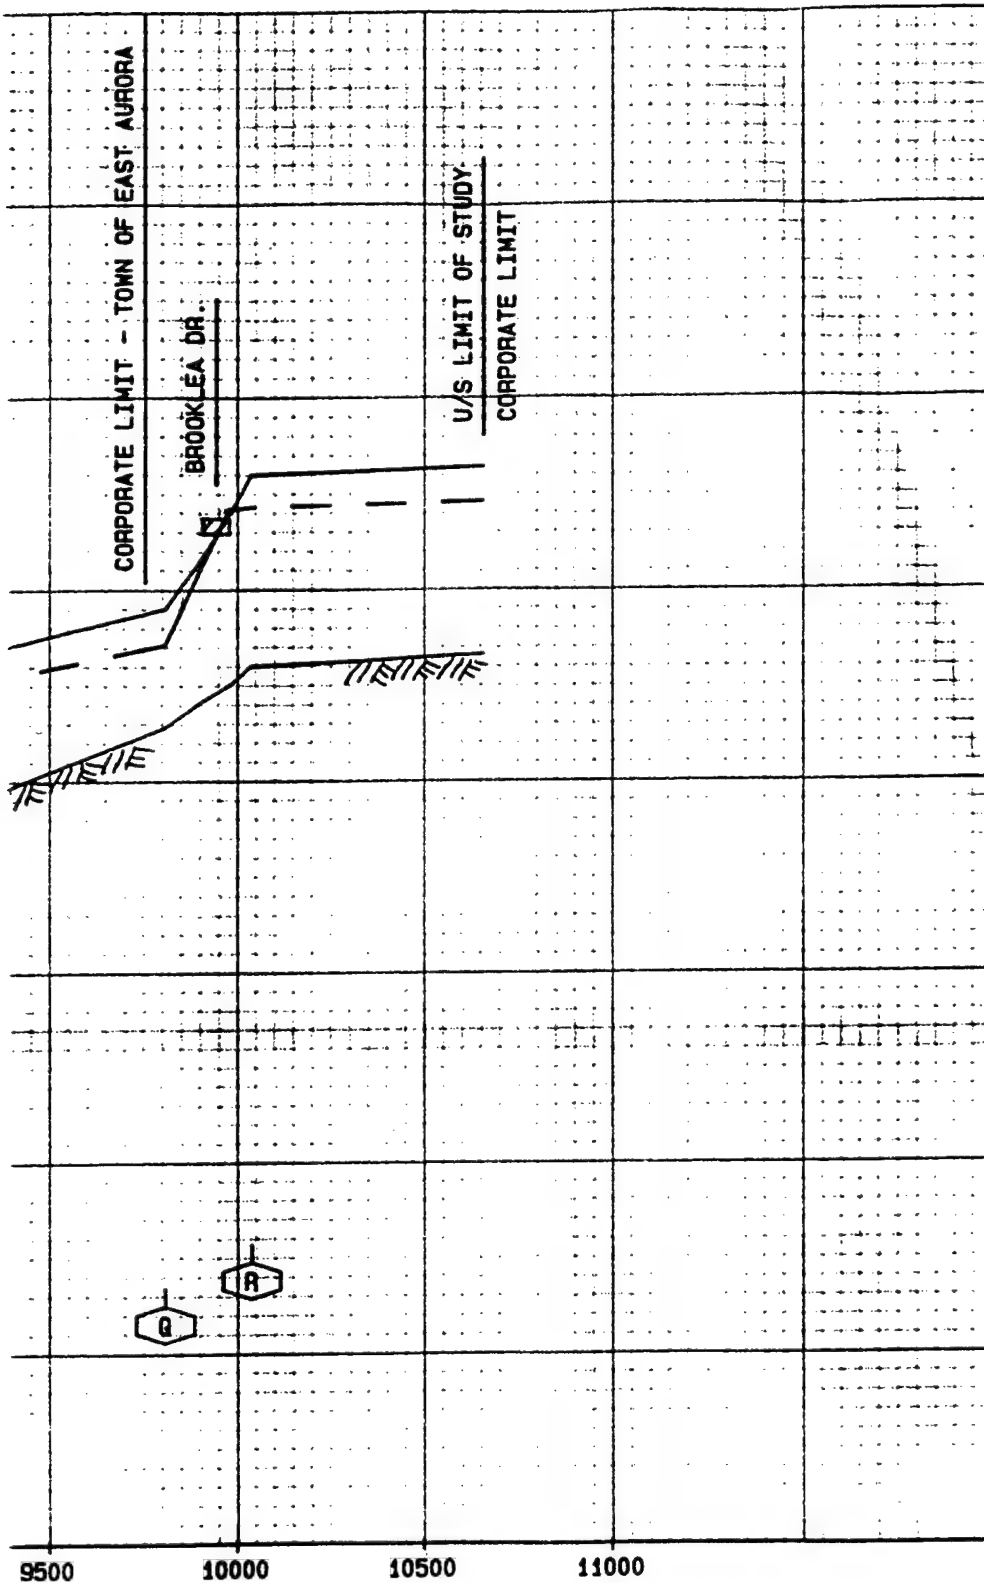 CORPORATE LIMIT - TOWN OF EAST AURORA
BROOKLEA DR.
U/S LIMIT OF STUDY
CORPORATE LIMIT
R
Q
9500 10000 10500 11000